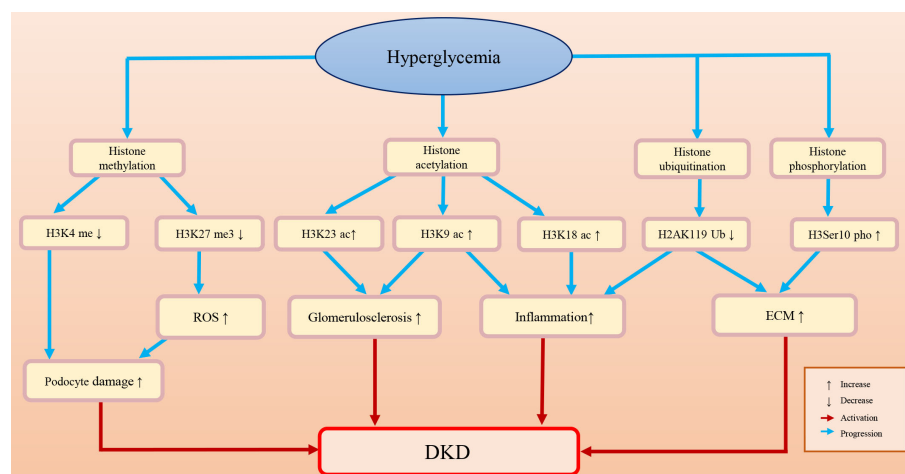 Hyperglycemia
Histone
methylation
Histone
acetylation
Histone
ubiquitination
Histone
phosphorylation
H3K4 me ↓
H3K27 me3 ↓
H3K23 ac↑
H3K9 ac ↑
H3K18 ac ↑
H2AK119 Ub ↓
H3Ser10 pho ↑
ROS ↑
Glomerulosclerosis ↑
Inflammation↑
ECM ↑
Podocyte damage ↑
DKD
↑ Increase
↓ Decrease
Activation
Progression